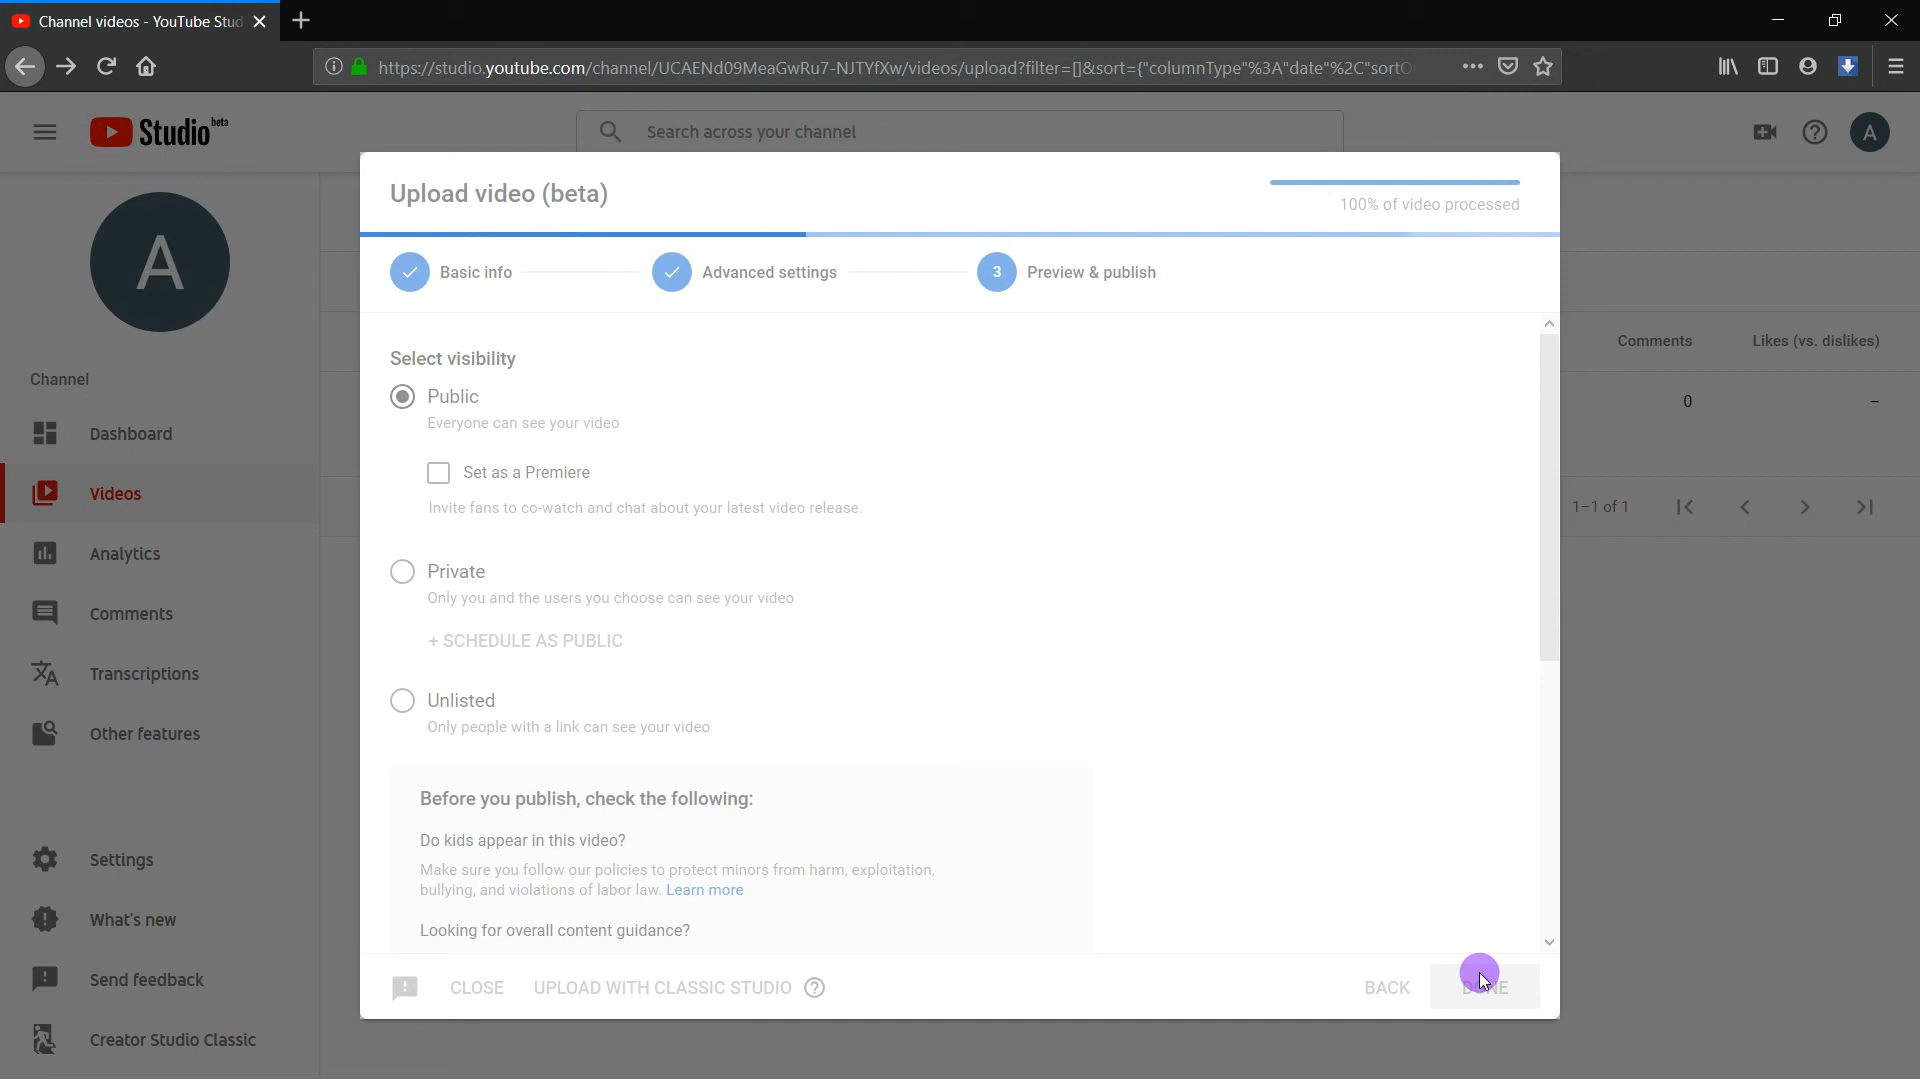 Channel videos - YouTube Stud
https://studio.youtube.com/channel/UCAENd09MeaGwRu7-NJTYfXw/videos/upload?filter=[]&sort={"columnType"%3A"date"%2C"sortO
Studio beta
Search across your channel
A
A
Upload video (beta)
100% of video processed
Basic info
Advanced settings
3 Preview & publish
Channel
Dashboard
Videos
Analytics
Comments
Transcriptions
Other features
Settings
What's new
Send feedback
Creator Studio Classic
Select visibility
Public
Everyone can see your video
Set as a Premiere
Invite fans to co-watch and chat about your latest video release.
Private
Only you and the users you choose can see your video
+ SCHEDULE AS PUBLIC
Unlisted
Only people with a link can see your video
Before you publish, check the following:
Do kids appear in this video?
Make sure you follow our policies to protect minors from harm, exploitation,
bullying, and violations of labor law. Learn more
Looking for overall content guidance?
CLOSE
UPLOAD WITH CLASSIC STUDIO
BACK
DONE
Comments
Likes (vs. dislikes)
0
–
1–1 of 1